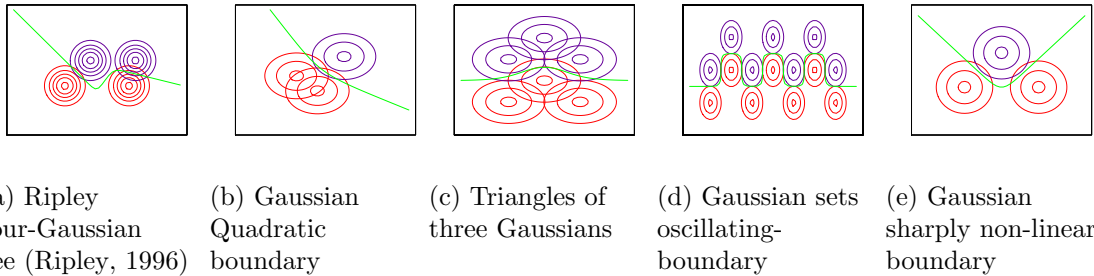 a) Ripley
our-Gaussian
ee (Ripley, 1996)
(b) Gaussian
Quadratic
boundary
(c) Triangles of
three Gaussians
(d) Gaussian sets
oscillating-
boundary
(e) Gaussian
sharply non-linear
boundary